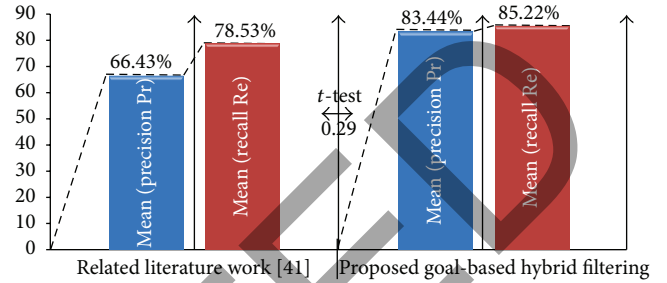 90
80
70
60
50
40
30
20
10
0
66.43%
78.53%
83.44%
85.22%
Mean (precision Pr)
Mean (recall Re)
t-test
0.29
Mean (precision Pr)
Mean (recall Re)
Related literature work [41]
Proposed goal-based hybrid filtering